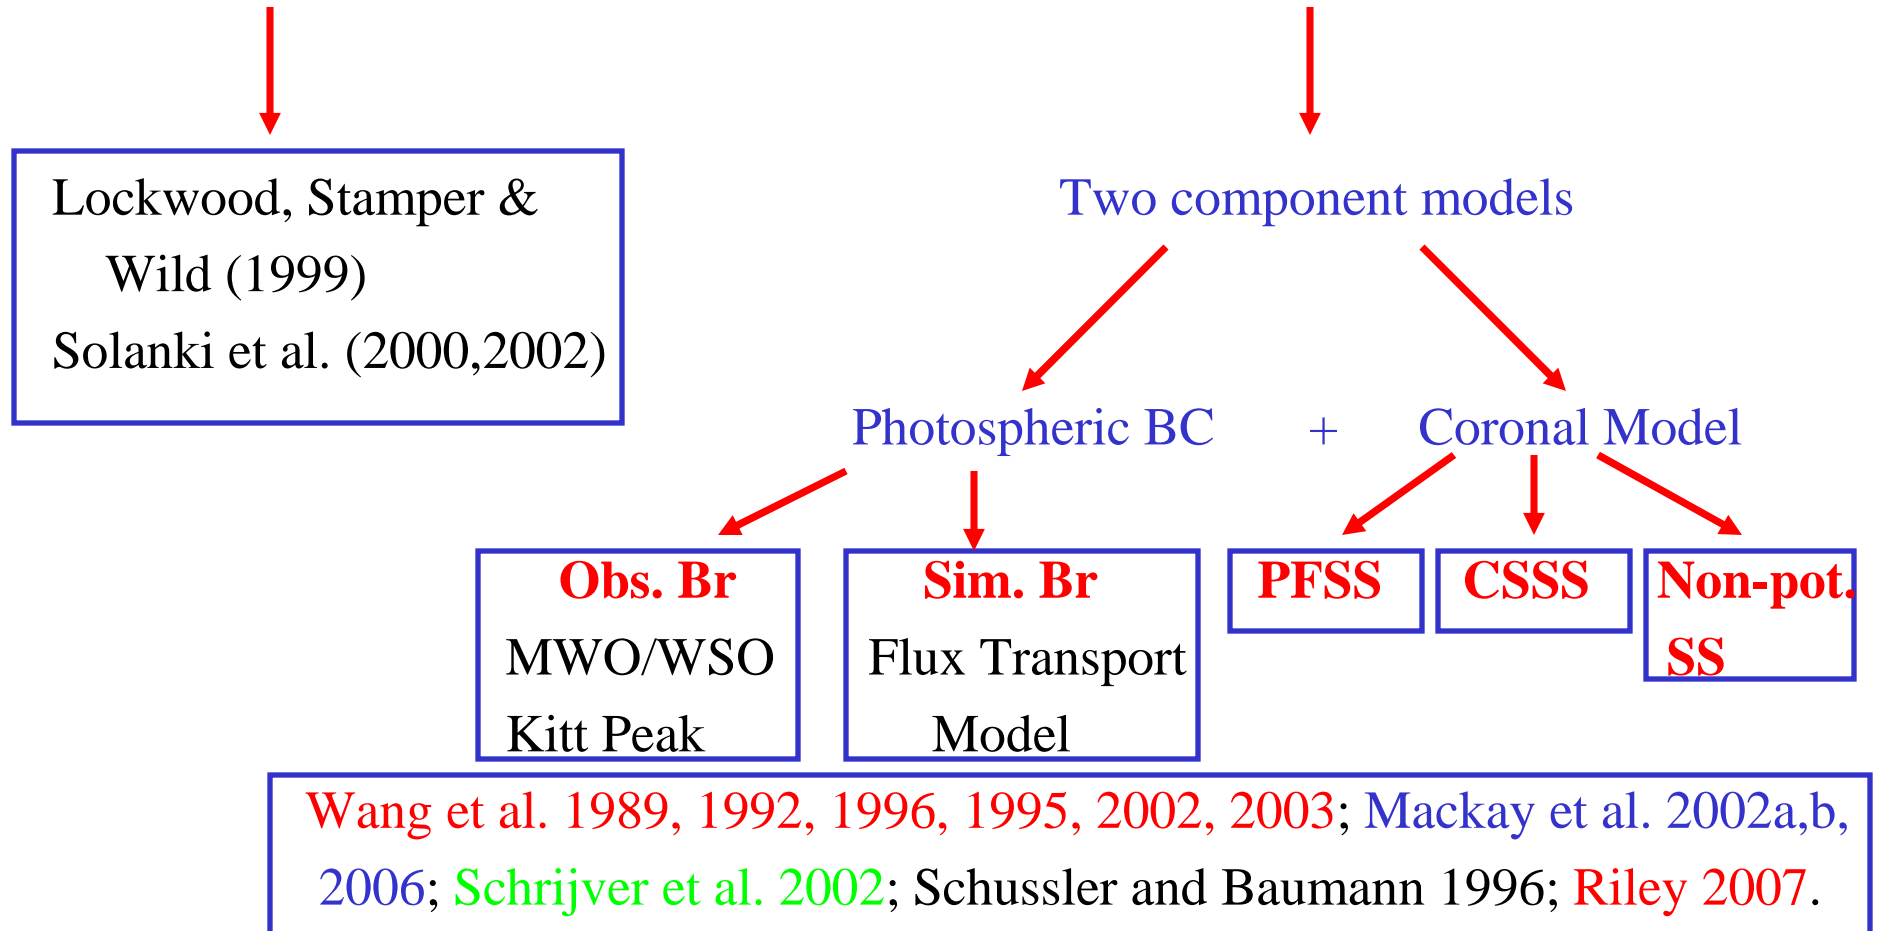 Lockwood, Stamper &
Wild (1999)
Solanki et al. (2000,2002)
Two component models
Photospheric BC + Coronal Model
Obs. Br
MWO/WSO
Kitt Peak
Sim. Br
Flux Transport
Model
PFSS
CSSS
Non-pot.
SS
Wang et al. 1989, 1992, 1996, 1995, 2002, 2003; Mackay et al. 2002a,b,
2006; Schrijver et al. 2002; Schussler and Baumann 1996; Riley 2007.